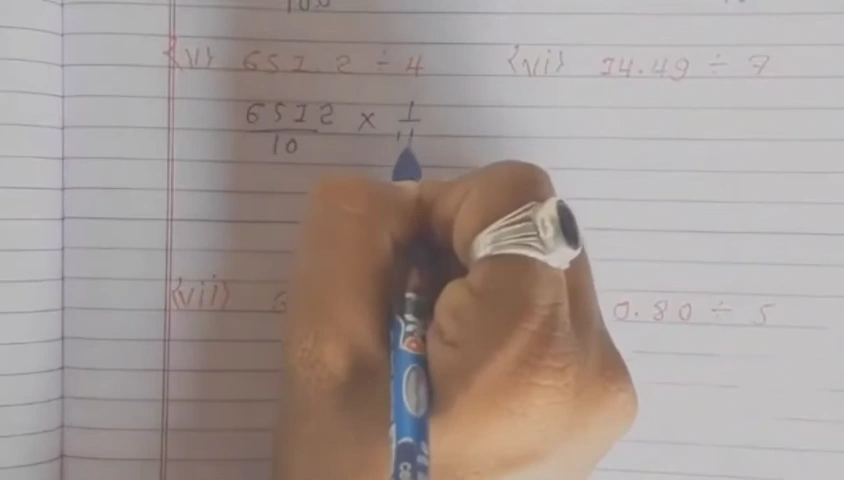 {v} 651.2 ÷ 4 {vi} 14.49 ÷ 7
6512/10 × 1/4
{vii} 0.80 ÷ 5